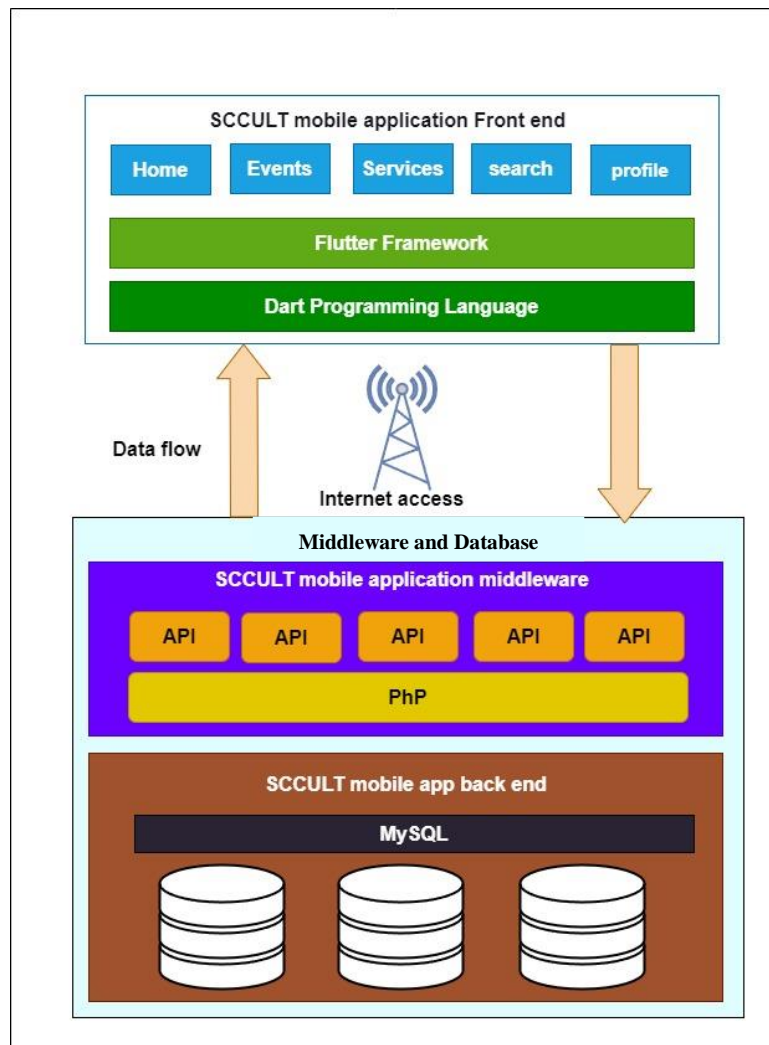 SCCULT mobile application Front end
Home Events Services search profile
Flutter Framework
Dart Programming Language
Data flow
Internet access
Middleware and Database
SCCULT mobile application middleware
API API API API API
PhP
SCCULT mobile app back end
MySQL